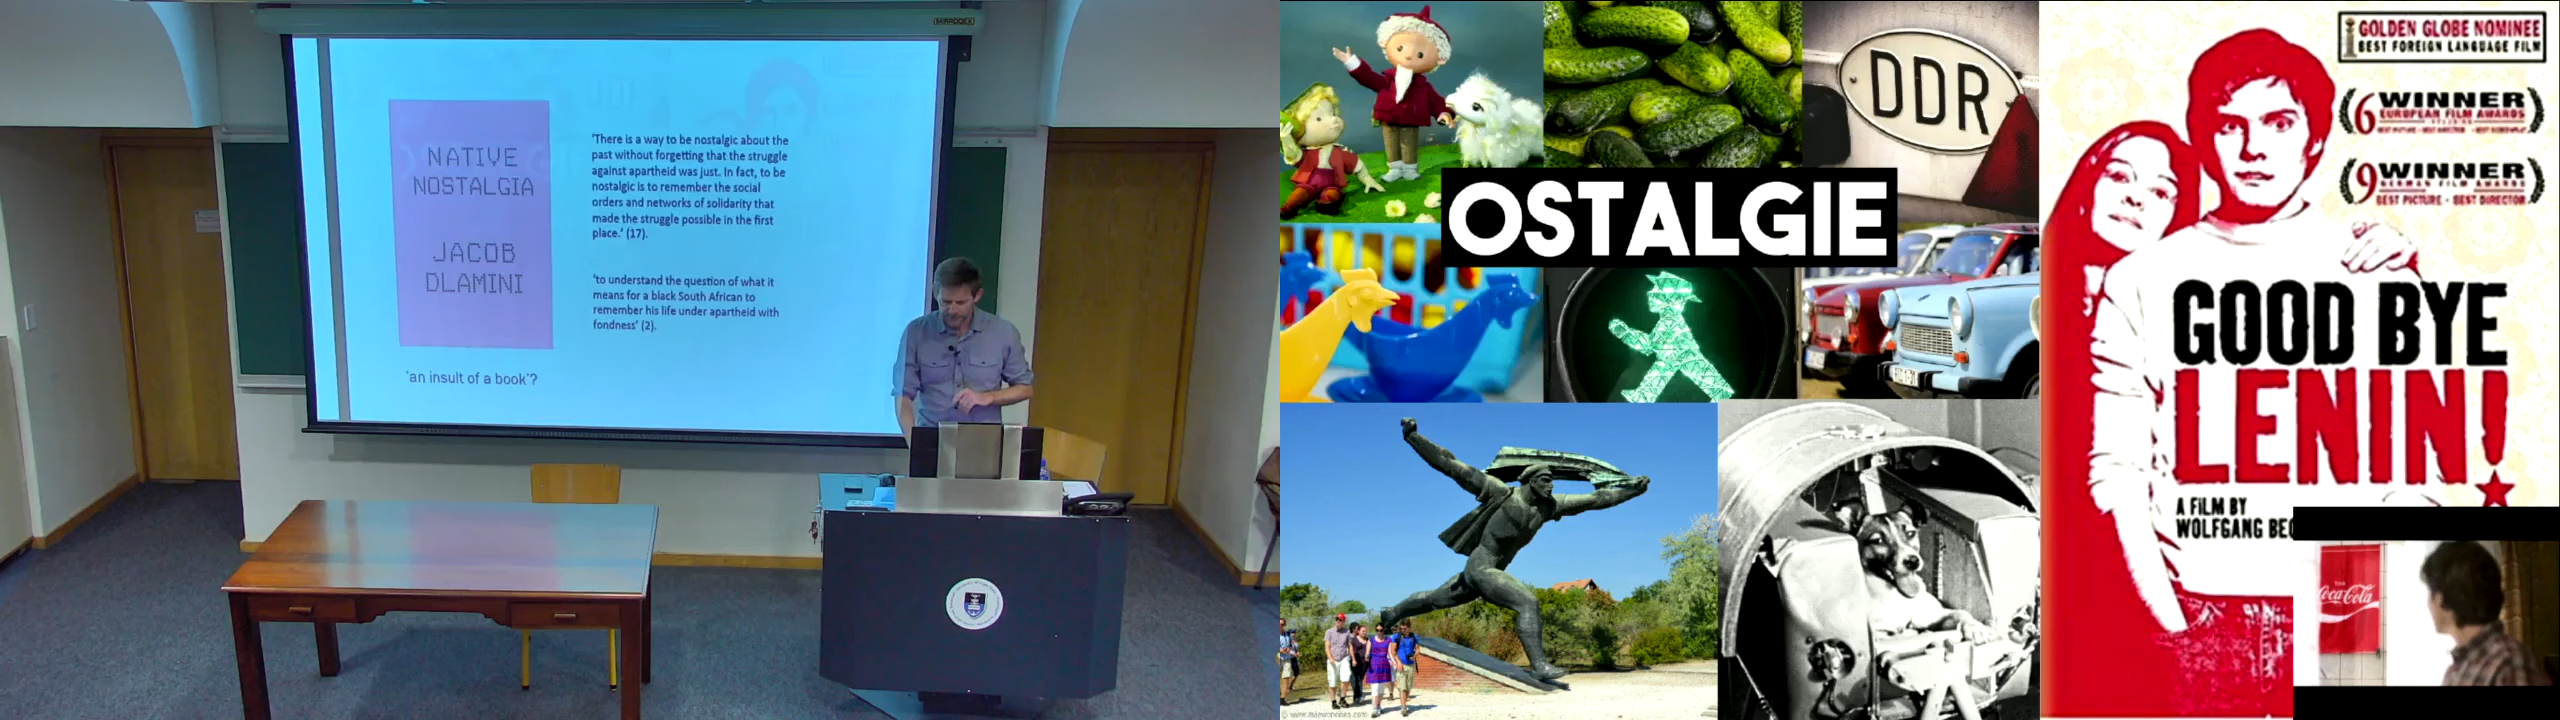 MIRADOEX
NATIVE
NOSTALGIA
JACOB
DLAMINI
'an insult of a book'?
'There is a way to be nostalgic about the
past without forgetting that the struggle
against apartheid was just. In fact, to be
nostalgic is to remember the social
orders and networks of solidarity that
made the struggle possible in the first
place.' (17).
'to understand the question of what it
means for a black South African to
remember his life under apartheid with
fondness' (2).
DDR
OSTALGIE
GOLDEN GLOBE NOMINEE
BEST FOREIGN LANGUAGE FILM
6 WINNER
EUROPEAN FILM AWARDS
9 WINNER
GERMAN FILM AWARDS
BEST PICTURE - BEST DIRECTOR
GOOD BYE
LENIN!
A FILM BY
WOLFGANG BEC
Coca-Cola